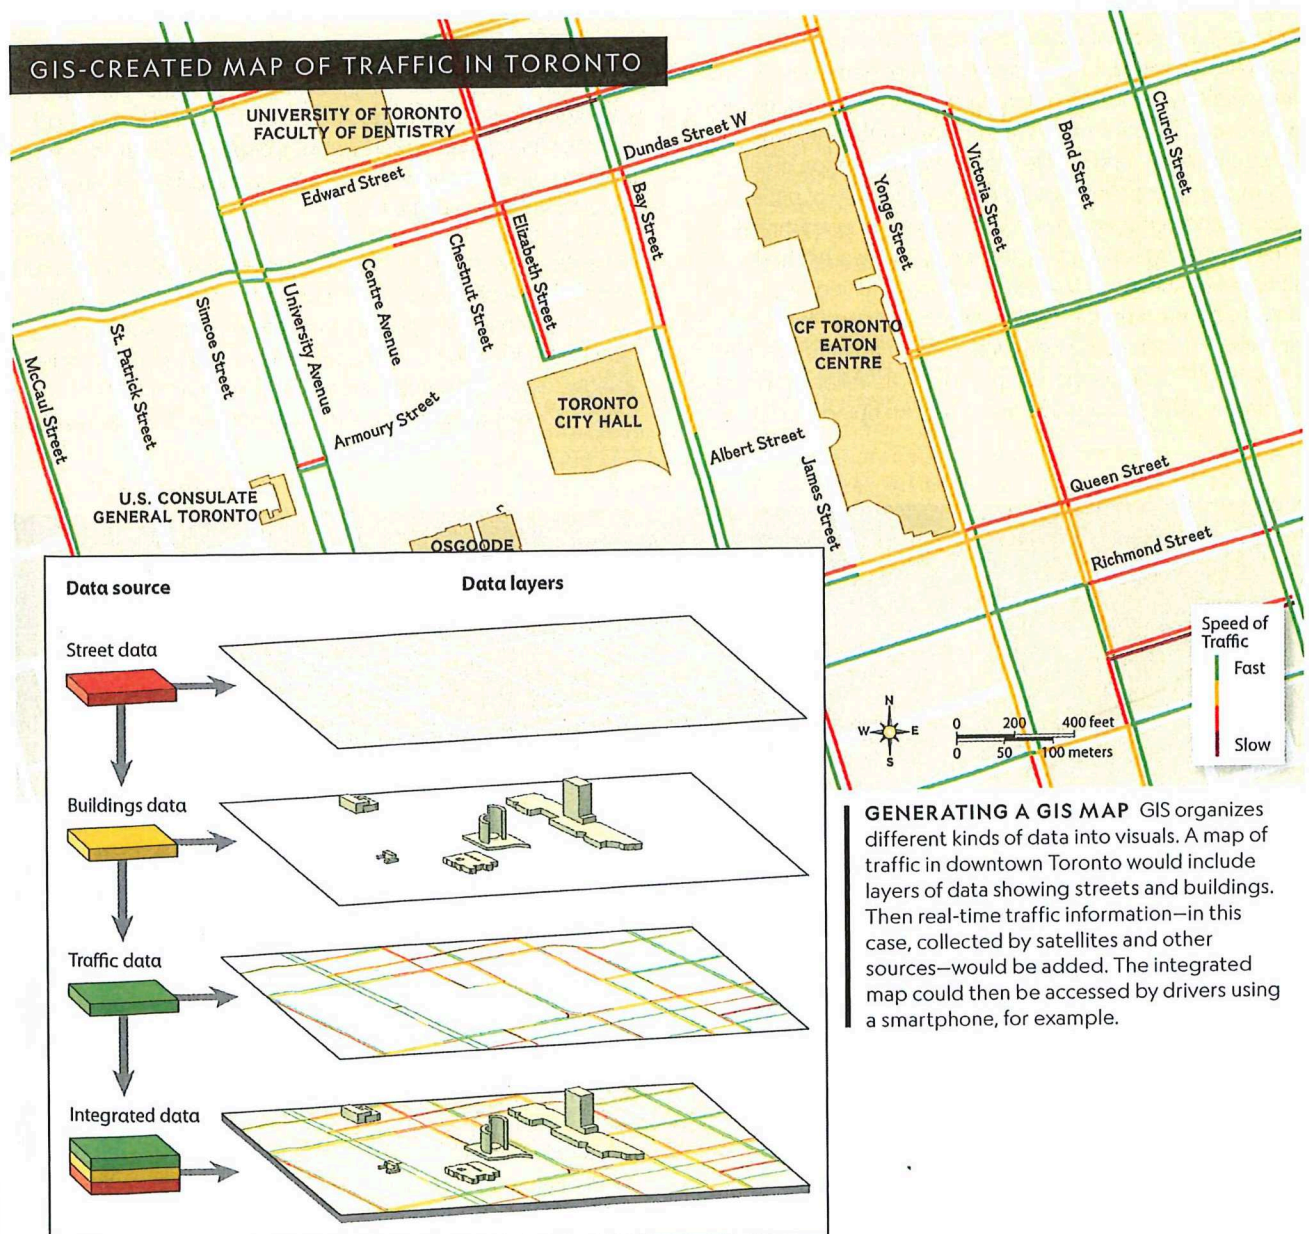 GIS-CREATED MAP OF TRAFFIC IN TORONTO
UNIVERSITY OF TORONTO
FACULTY OF DENTISTRY
Edward Street
Dundas Street W
Bay Street
Elizabeth Street
Chestnut Street
Centre Avenue
University Avenue
Simcoe Street
St. Patrick Street
McCaul Street
Armoury Street
Yonge Street
Victoria Street
Bond Street
Church Street
CF TORONTO
EATON
CENTRE
TORONTO
CITY HALL
Albert Street
James Street
Queen Street
Richmond Street
U.S. CONSULATE
GENERAL TORONTO
OSGOODE
Speed of
Traffic
Fast
Slow
N
W E
S
0 200 400 feet
0 50 100 meters
Data source
Data layers
Street data
Buildings data
Traffic data
Integrated data
GENERATING A GIS MAP GIS organizes
different kinds of data into visuals. A map of
traffic in downtown Toronto would include
layers of data showing streets and buildings.
Then real-time traffic information—in this
case, collected by satellites and other
sources—would be added. The integrated
map could then be accessed by drivers using
a smartphone, for example.